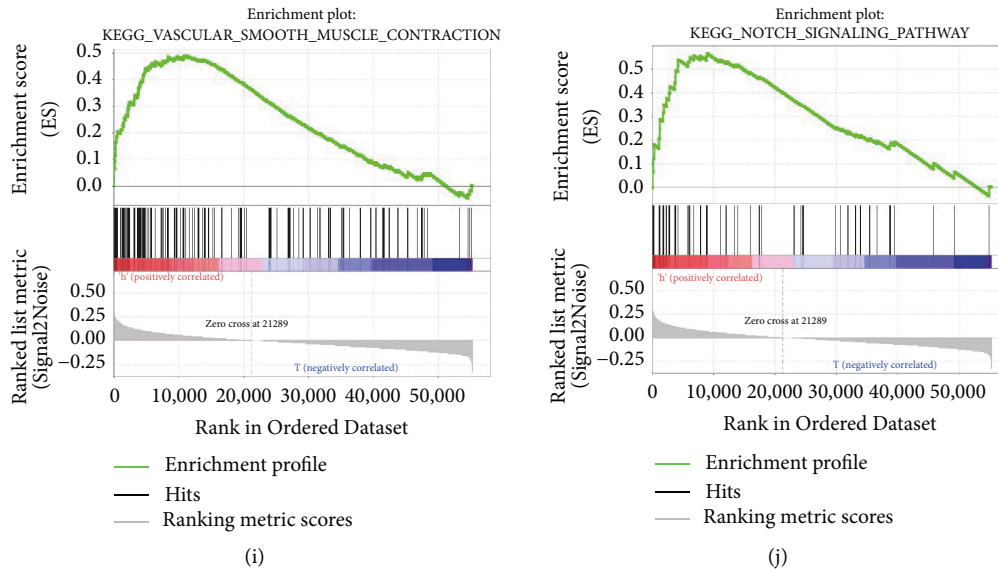 Enrichment plot:
KEGG_VASCULAR_SMOOTH_MUSCLE_CONTRACTION
Enrichment score
(ES)
0.5
0.4
0.3
0.2
0.1
0.0
'h' (positively correlated)
Ranked list metric
(Signal2Noise)
0.50
0.25
0.00
−0.25
Zero cross at 21289
'l' (negatively correlated)
0 10,000 20,000 30,000 40,000 50,000
Rank in Ordered Dataset
Enrichment profile
Hits
Ranking metric scores
(i)
Enrichment plot:
KEGG_NOTCH_SIGNALING_PATHWAY
Enrichment score
(ES)
0.5
0.4
0.3
0.2
0.1
0.0
'h' (positively correlated)
Ranked list metric
(Signal2Noise)
0.50
0.25
0.00
−0.25
Zero cross at 21289
'l' (negatively correlated)
0 10,000 20,000 30,000 40,000 50,000
Rank in Ordered Dataset
Enrichment profile
Hits
Ranking metric scores
(j)